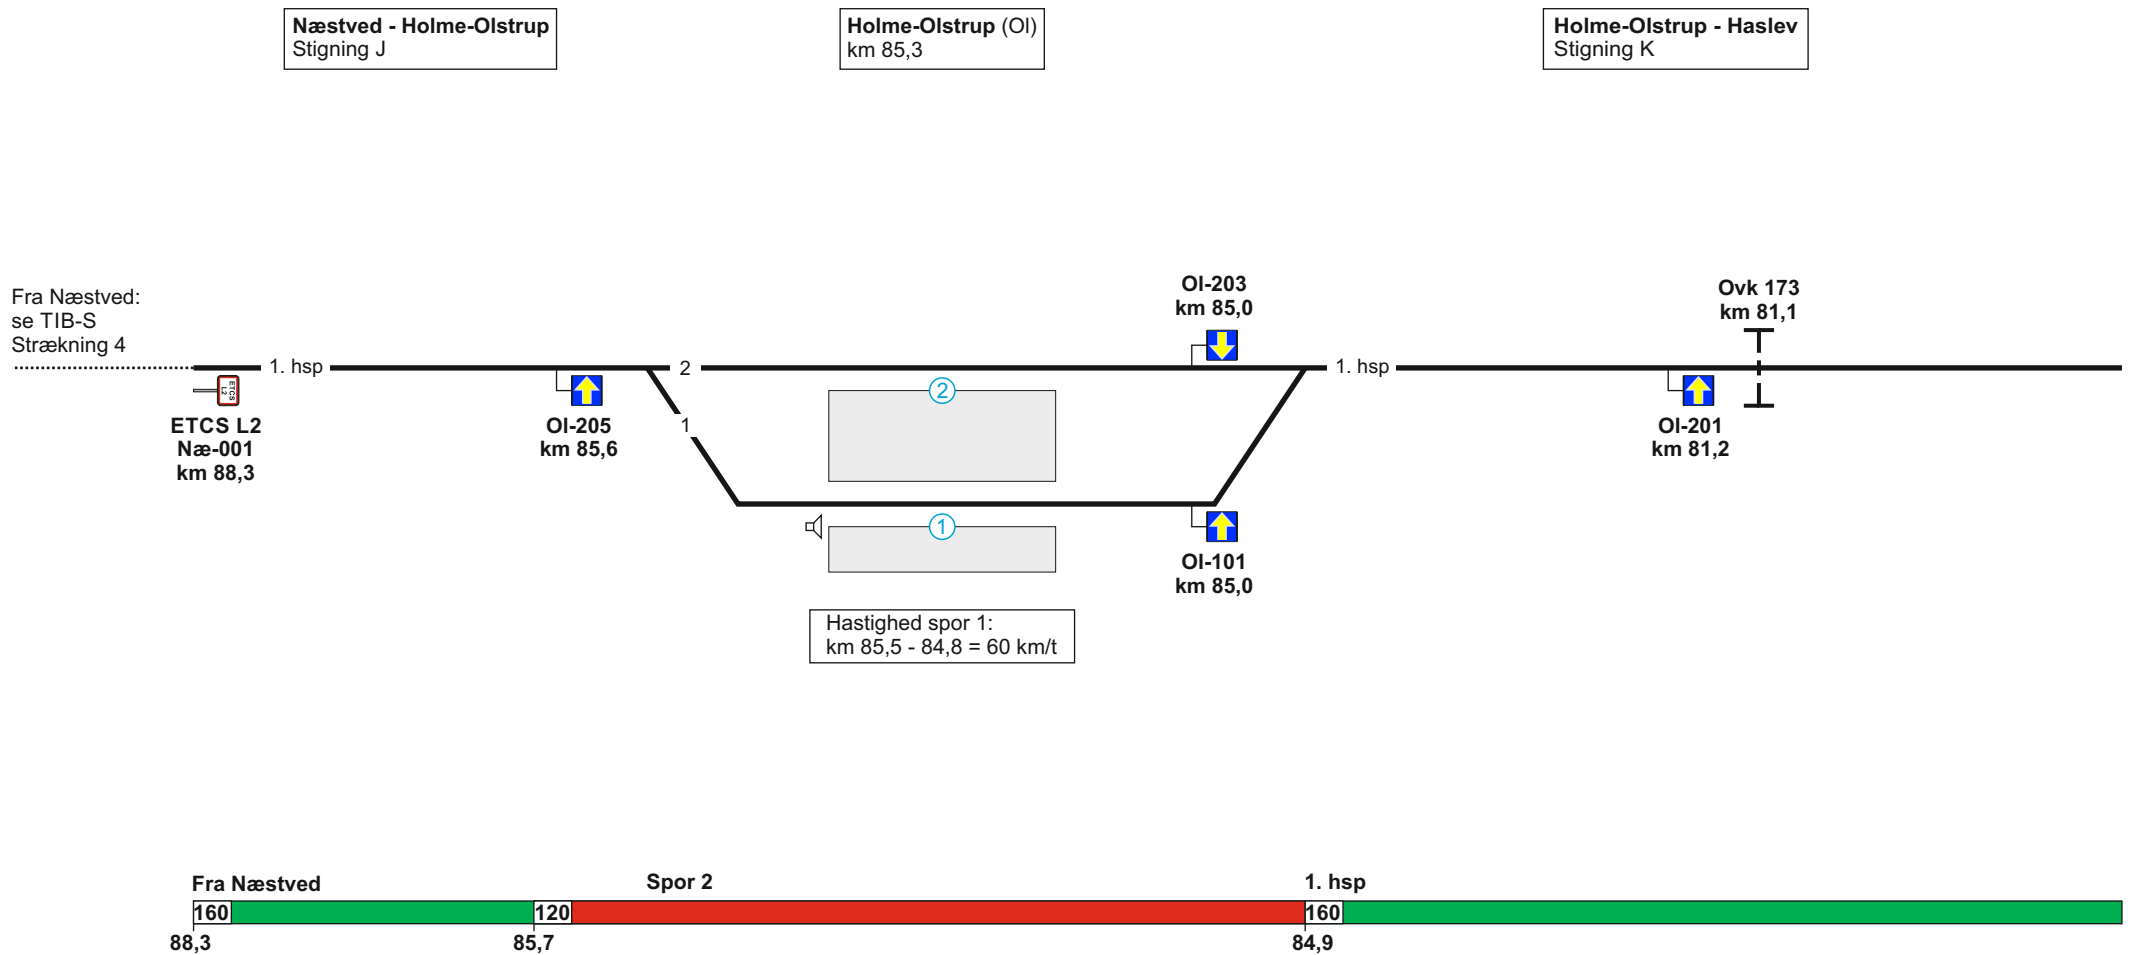 Næstved - Holme-Olstrup
Stigning J
Holme-Olstrup (Ol)
km 85,3
Holme-Olstrup - Haslev
Stigning K
Fra Næstved:
se TIB-S
Strækning 4
1. hsp
ETCS
L2
ETCS L2
Næ-001
km 88,3
Ol-205
km 85,6
2
1
2
1
Ol-203
km 85,0
Ol-101
km 85,0
1. hsp
Ovk 173
km 81,1
Ol-201
km 81,2
Hastighed spor 1:
km 85,5 - 84,8 = 60 km/t
Fra Næstved
Spor 2
1. hsp
160
120
160
88,3
85,7
84,9